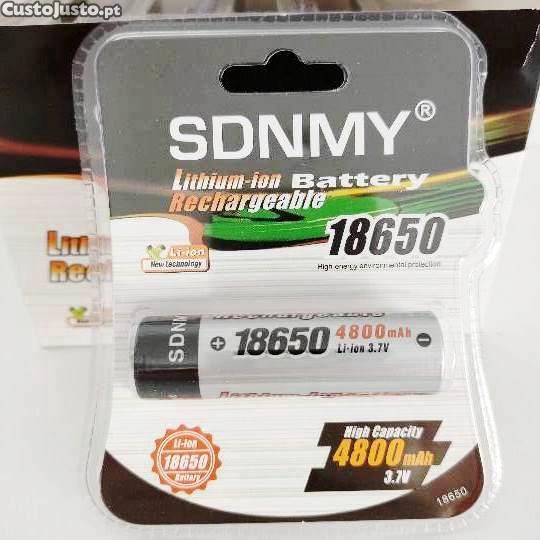 CustoJusto.pt
SDNMY®
Lithium-ion Battery
Rechargeable
18650
High energy environmental protection
Li-ion
New Technology
Rechargeable
SDNMY
+ 18650 4800mAh -
Li-ion 3.7V
Li-ion
18650
Battery
High Capacity
4800mAh
3.7V
18650